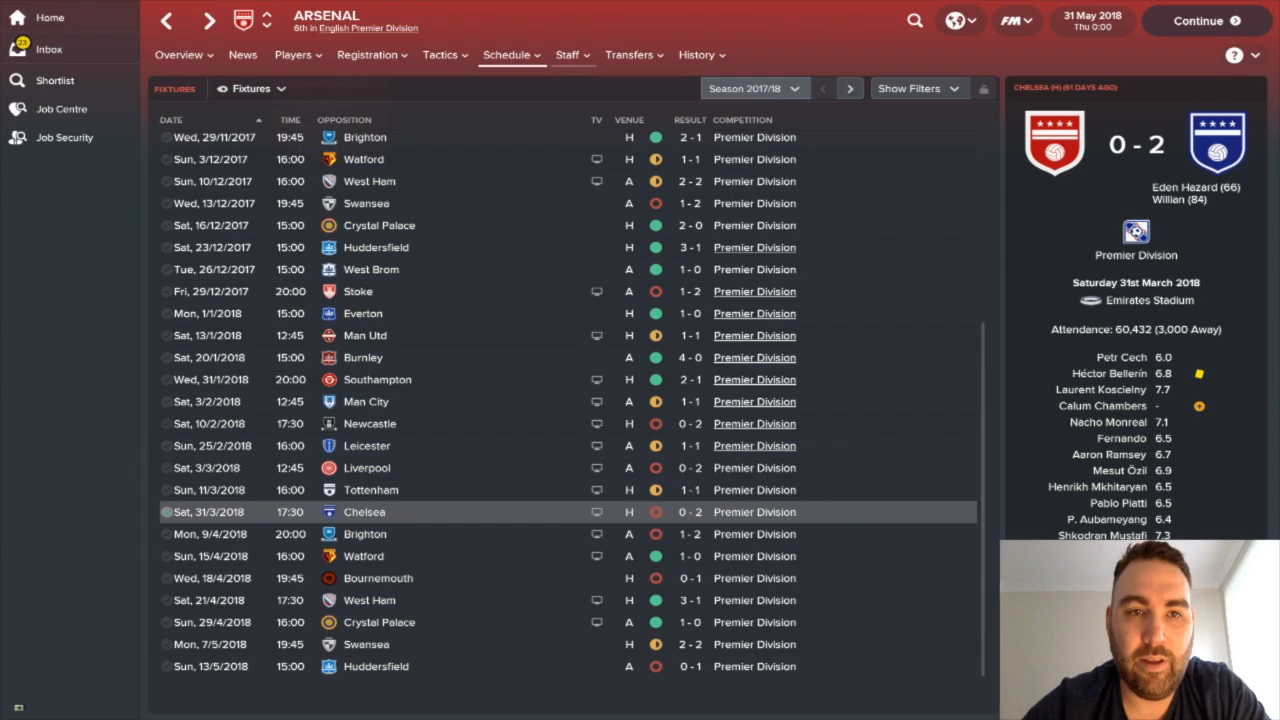 Home
23
Inbox
Shortlist
Job Centre
Job Security
ARSENAL
6th in English Premier Division
FM
31 May 2018
Thu 0:00
Continue
Overview News Players Registration Tactics Schedule Staff Transfers History
?
FIXTURES Fixtures Season 2017/18 Show Filters
DATE TIME OPPOSITION TV VENUE RESULT COMPETITION
Wed, 29/11/2017 19:45 Brighton H 2 - 1 Premier Division
Sun, 3/12/2017 16:00 Watford H 1 - 1 Premier Division
Sun, 10/12/2017 16:00 West Ham A 2 - 2 Premier Division
Wed, 13/12/2017 19:45 Swansea A 1 - 2 Premier Division
Sat, 16/12/2017 15:00 Crystal Palace H 2 - 0 Premier Division
Sat, 23/12/2017 15:00 Huddersfield H 3 - 1 Premier Division
Tue, 26/12/2017 15:00 West Brom A 1 - 0 Premier Division
Fri, 29/12/2017 20:00 Stoke A 1 - 2 Premier Division
Mon, 1/1/2018 15:00 Everton H 1 - 0 Premier Division
Sat, 13/1/2018 12:45 Man Utd H 1 - 1 Premier Division
Sat, 20/1/2018 15:00 Burnley A 4 - 0 Premier Division
Wed, 31/1/2018 20:00 Southampton H 2 - 1 Premier Division
Sat, 3/2/2018 12:45 Man City A 1 - 1 Premier Division
Sat, 10/2/2018 17:30 Newcastle H 0 - 2 Premier Division
Sun, 25/2/2018 16:00 Leicester A 1 - 1 Premier Division
Sat, 3/3/2018 12:45 Liverpool A 0 - 2 Premier Division
Sun, 11/3/2018 16:00 Tottenham H 1 - 1 Premier Division
Sat, 31/3/2018 17:30 Chelsea H 0 - 2 Premier Division
Mon, 9/4/2018 20:00 Brighton A 1 - 2 Premier Division
Sun, 15/4/2018 16:00 Watford A 1 - 0 Premier Division
Wed, 18/4/2018 19:45 Bournemouth H 0 - 1 Premier Division
Sat, 21/4/2018 17:30 West Ham H 3 - 1 Premier Division
Sun, 29/4/2018 16:00 Crystal Palace A 1 - 0 Premier Division
Mon, 7/5/2018 19:45 Swansea H 2 - 2 Premier Division
Sun, 13/5/2018 15:00 Huddersfield A 0 - 1 Premier Division
CHELSEA (H) (61 DAYS AGO)
0 - 2
Eden Hazard (66)
Willian (84)
Premier Division
Saturday 31st March 2018
Emirates Stadium
Attendance: 60,432 (3,000 Away)
Petr Cech 6.0
Héctor Bellerín 6.8
Laurent Koscielny 7.7
Calum Chambers -
Nacho Monreal 7.1
Fernando 6.5
Aaron Ramsey 6.7
Mesut Özil 6.9
Henrikh Mkhitaryan 6.5
Pablo Piatti 6.5
P. Aubameyang 6.4
Shkodran Mustafi 7.3